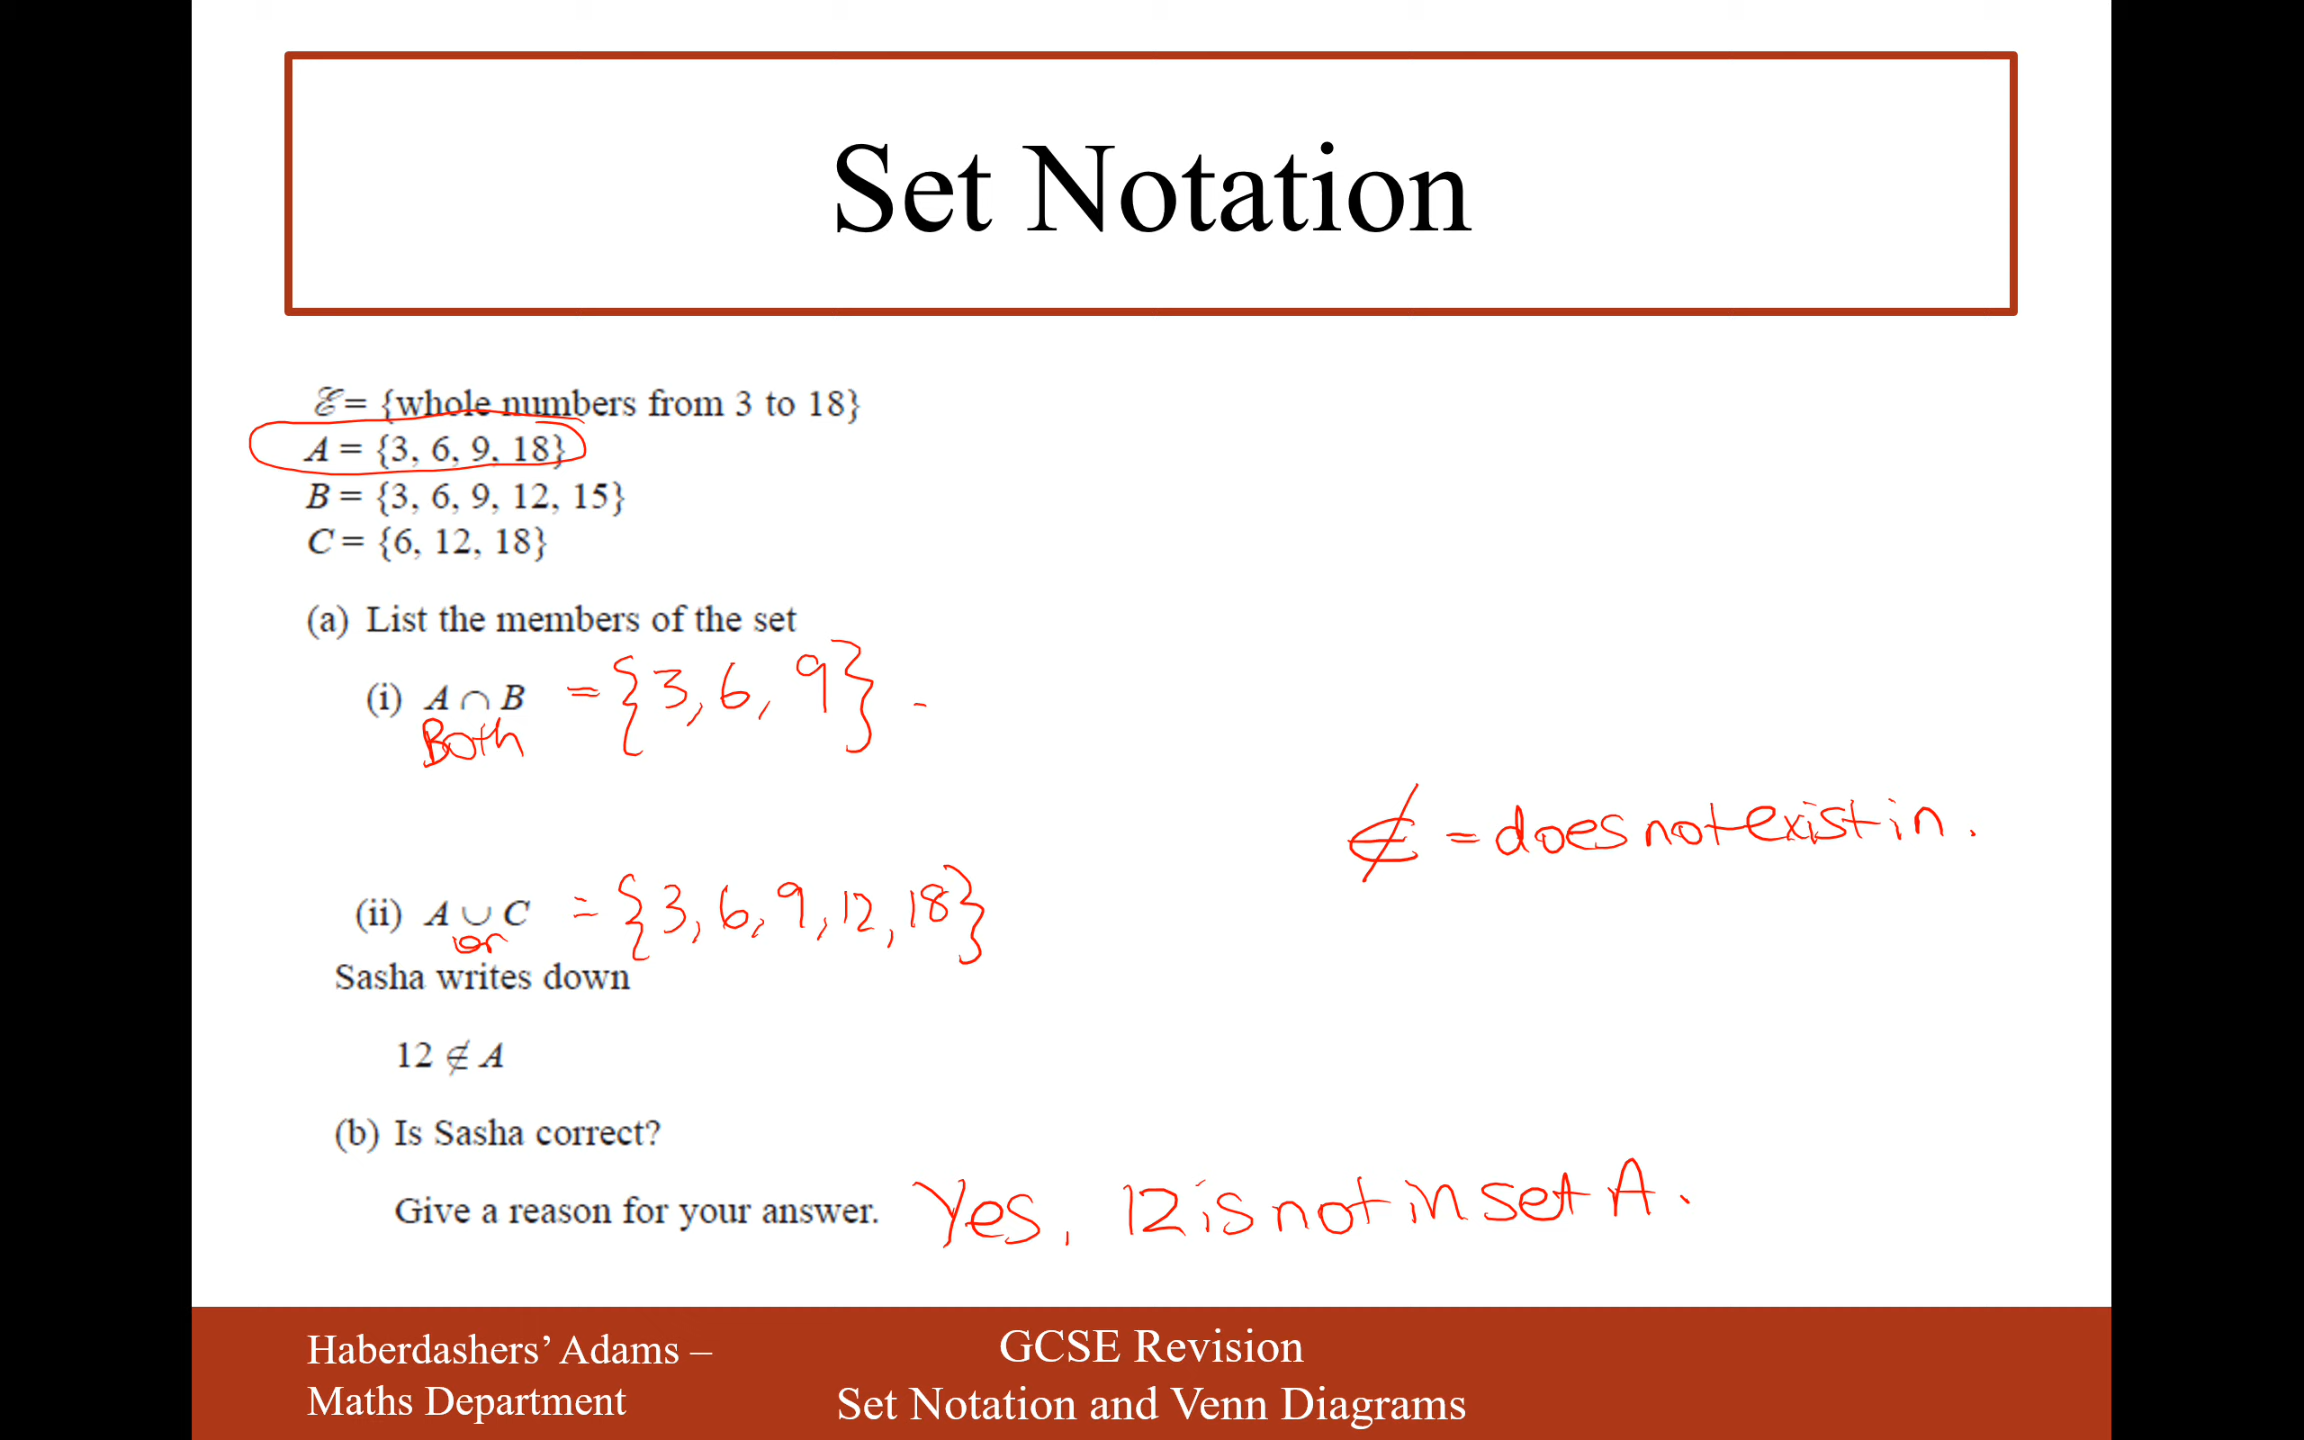 Set Notation
ℰ = {whole numbers from 3 to 18}
A = {3, 6, 9, 18}
B = {3, 6, 9, 12, 15}
C = {6, 12, 18}
(a) List the members of the set
(i) A ∩ B = {3, 6, 9} .
Both
∉ = does not exist in.
(ii) A ∪ C = {3, 6, 9, 12, 18}
or
Sasha writes down
12 ∉ A
(b) Is Sasha correct?
Give a reason for your answer. Yes, 12 is not in set A.
Haberdashers’ Adams –
Maths Department
GCSE Revision
Set Notation and Venn Diagrams